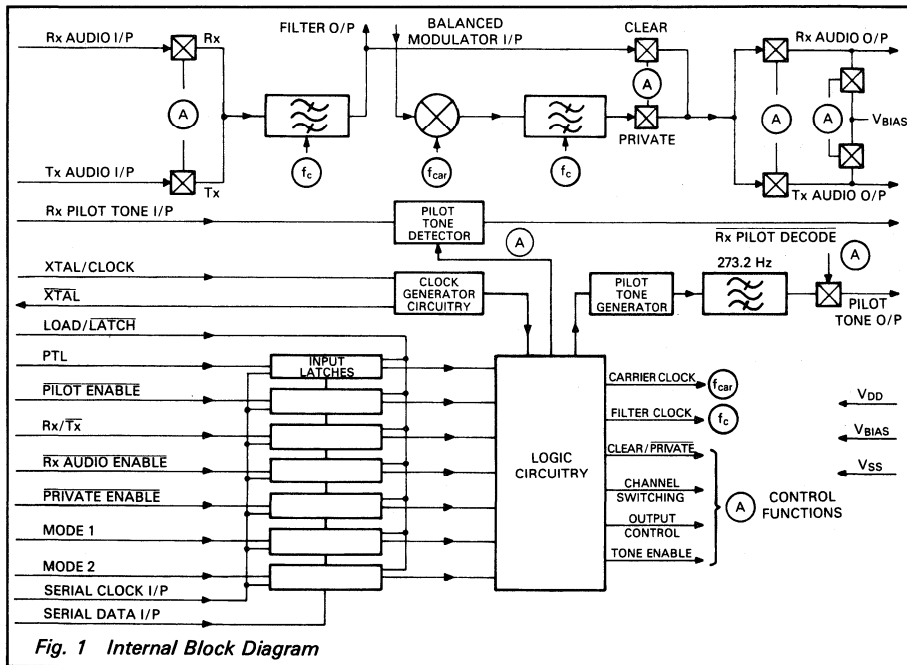 FILTER O/P
BALANCED
MODULATOR I/P
CLEAR
Rx AUDIO I/P
Rx
Rx AUDIO O/P
A
A
A
A
VBIAS
PRIVATE
fc
fcar
fc
Tx AUDIO I/P
Tx
Tx AUDIO O/P
Rx PILOT TONE I/P
PILOT
TONE
DETECTOR
A
Rx PILOT DECODE
A
273.2 Hz
XTAL/CLOCK
CLOCK
GENERATOR
CIRCUITRY
XTAL
PILOT
TONE
GENERATOR
PILOT
TONE O/P
LOAD/LATCH
PTL
INPUT
LATCHES
PILOT ENABLE
Rx/Tx
Rx AUDIO ENABLE
PRIVATE ENABLE
MODE 1
MODE 2
SERIAL CLOCK I/P
SERIAL DATA I/P
LOGIC
CIRCUITRY
CARRIER CLOCK
fcar
FILTER CLOCK
fc
CLEAR/PRIVATE
CHANNEL
SWITCHING
OUTPUT
CONTROL
TONE ENABLE
A
CONTROL
FUNCTIONS
VDD
VBIAS
VSS
Fig. 1 Internal Block Diagram